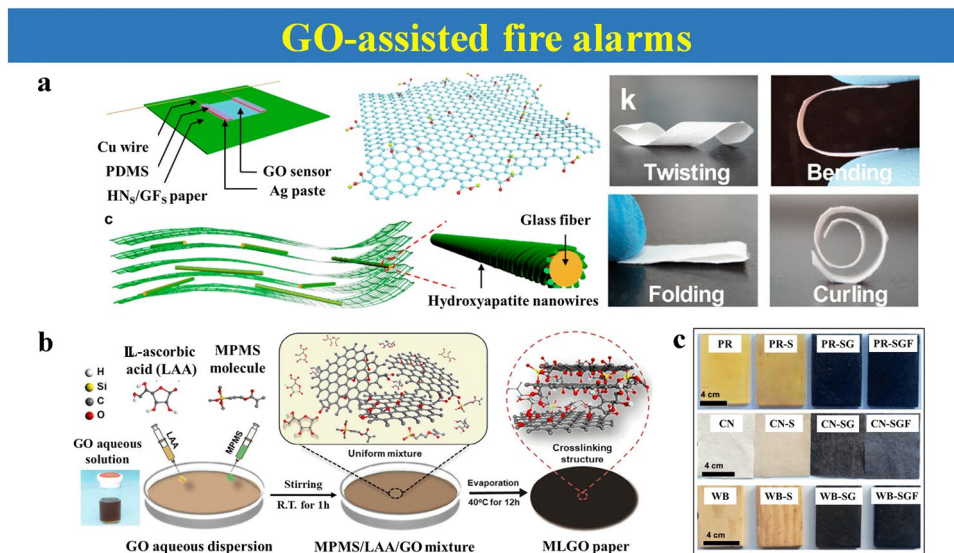 GO-assisted fire alarms
a
Cu wire
PDMS
HNs/GFs paper
GO sensor
Ag paste
k
Twisting
Bending
c
Glass fiber
Hydroxyapatite nanowires
Folding
Curling
b
IL-ascorbic
acid (LAA)
MPMS
molecule
H
Si
C
O
GO aqueous
solution
LAA
MPMS
Uniform mixture
Crosslinking
structure
Stirring
R.T. for 1h
Evaporation
40ºC for 12h
GO aqueous dispersion
MPMS/LAA/GO mixture
MLGO paper
c
PR
PR-S
PR-SG
PR-SGF
4 cm
CN
CN-S
CN-SG
CN-SGF
4 cm
WB
WB-S
WB-SG
WB-SGF
4 cm